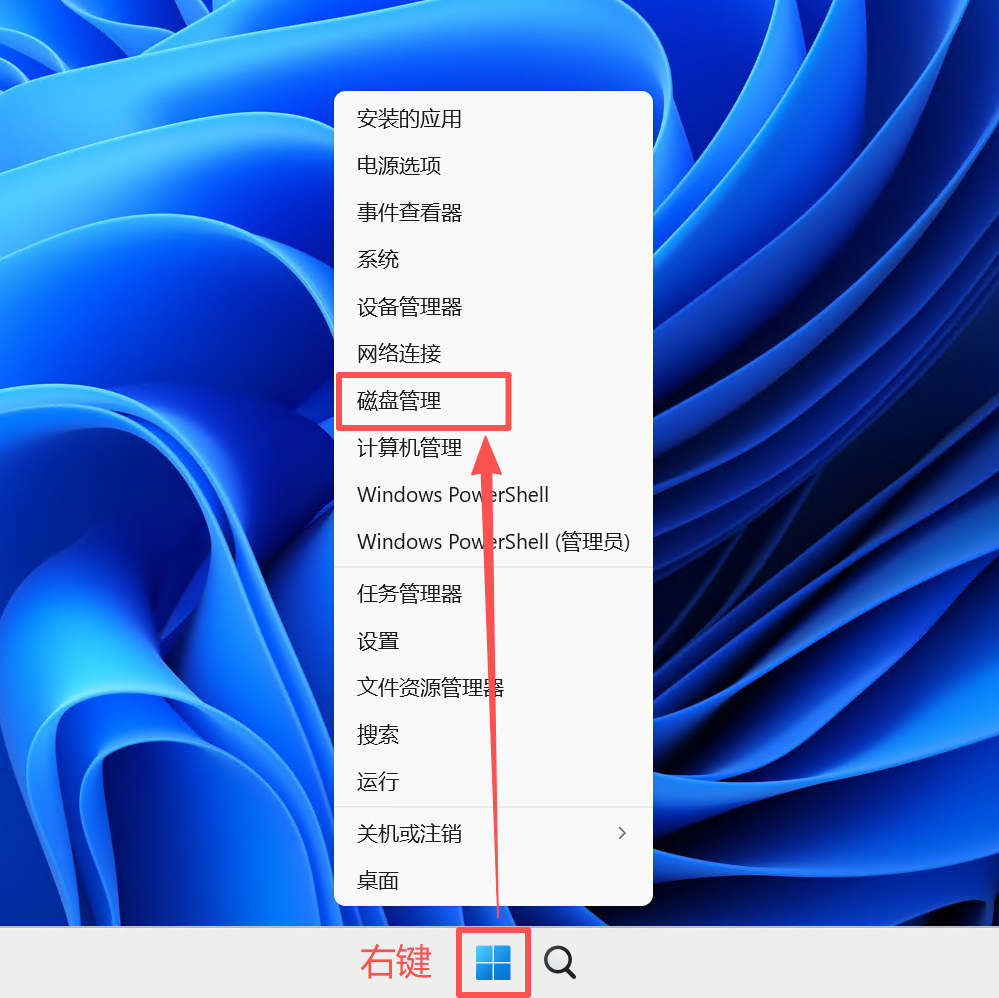 安装的应用
电源选项
事件查看器
系统
设备管理器
网络连接
磁盘管理
计算机管理
Windows PowerShell
Windows PowerShell (管理员)
任务管理器
设置
文件资源管理器
搜索
运行
关机或注销
桌面
右键